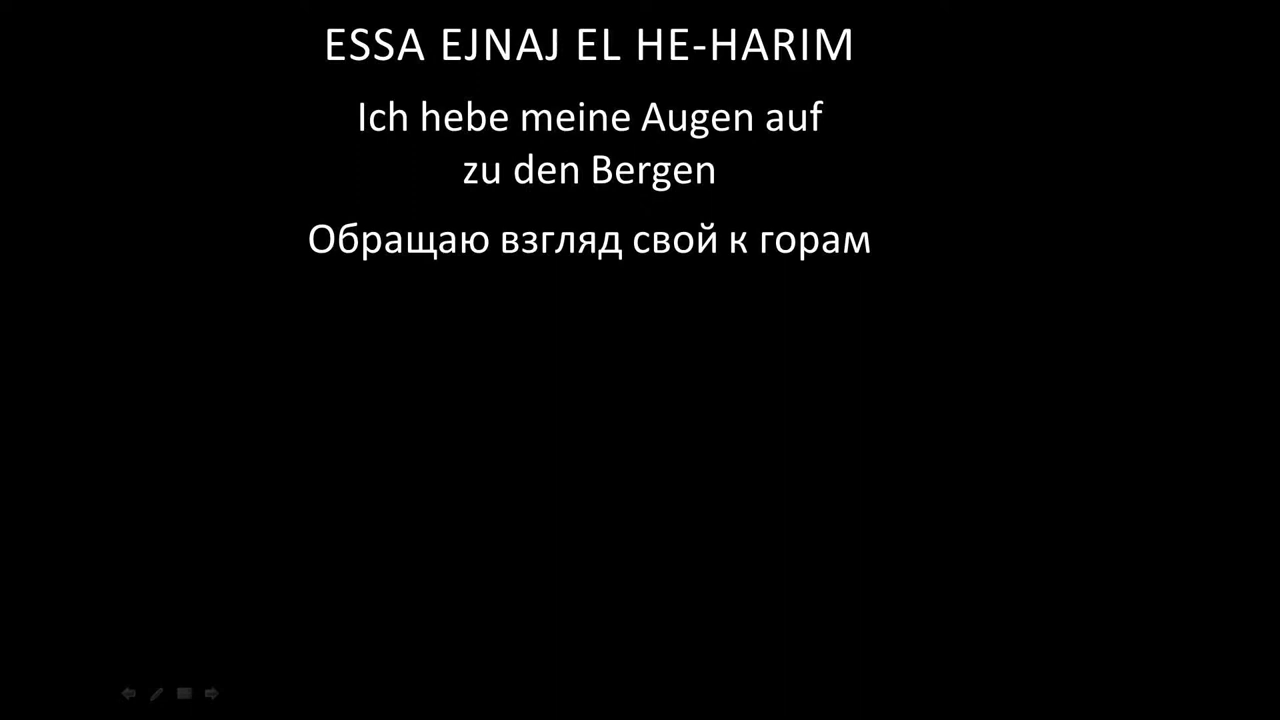 ESSA EJNAJ EL HE-HARIM
Ich hebe meine Augen auf
zu den Bergen
Обращаю взгляд свой к горам